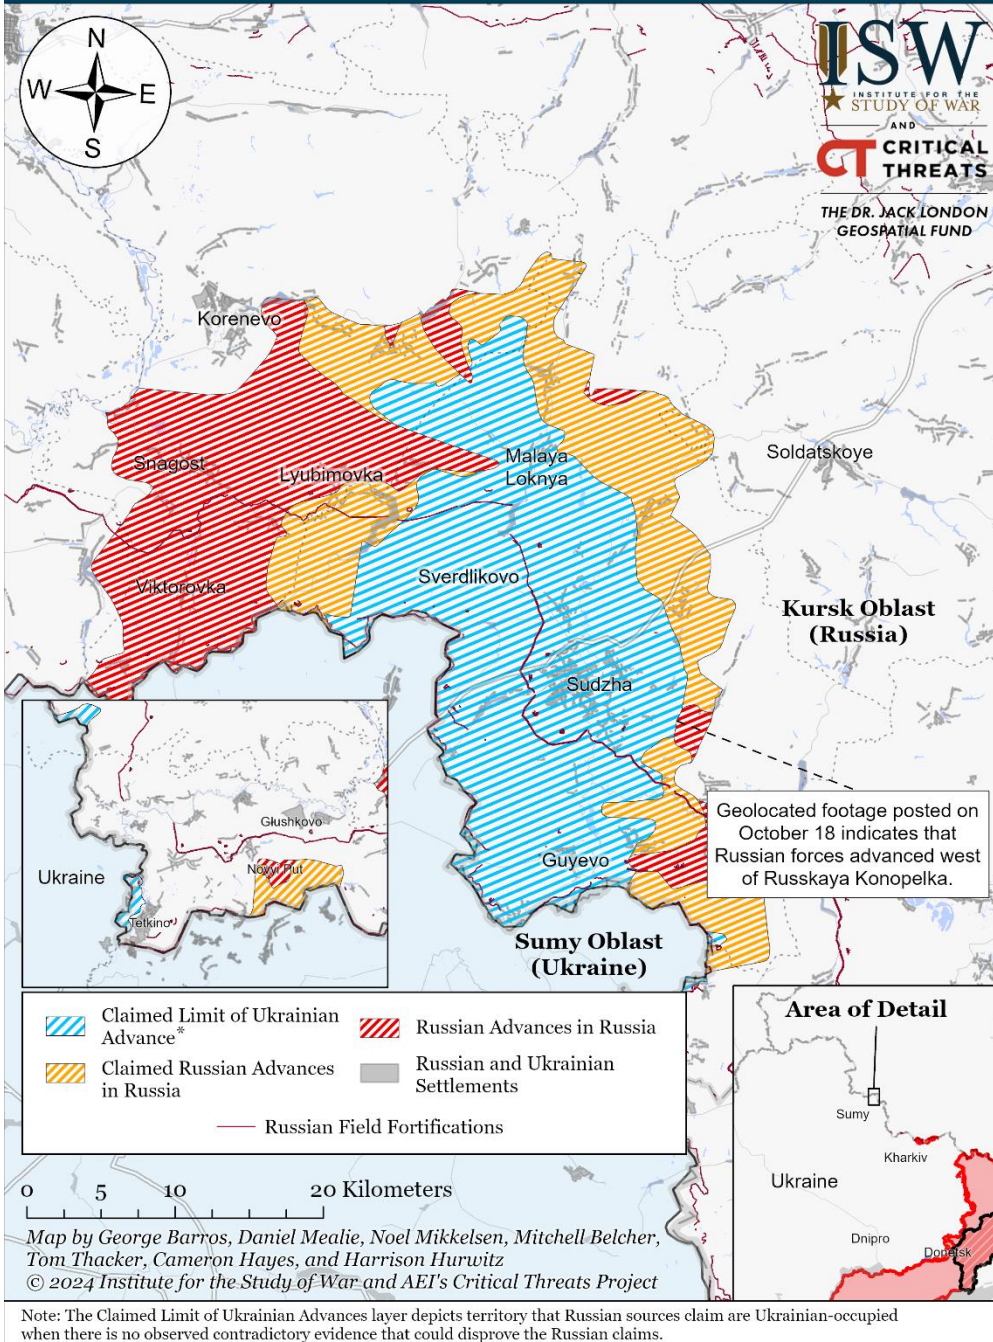 N
W E
S
ISW
INSTITUTE FOR THE
STUDY OF WAR
AND
CT CRITICAL
THREATS
THE DR. JACK LONDON
GEOSPATIAL FUND
Korenevo
Snagost
Lyubimovka
Malaya
Loknya
Soldatskoye
Viktorovka
Sverdlikovo
Kursk Oblast
(Russia)
Sudzha
Geolocated footage posted on
October 18 indicates that
Russian forces advanced west
of Russkaya Konopelka.
Guyevo
Sumy Oblast
(Ukraine)
Glushkovo
Ukraine
Novyi Put
Tetkino
Claimed Limit of Ukrainian
Advance*
Russian Advances in Russia
Claimed Russian Advances
in Russia
Russian and Ukrainian
Settlements
Russian Field Fortifications
Area of Detail
Sumy
Kharkiv
Ukraine
Dnipro
Donetsk
0 5 10 20 Kilometers
Map by George Barros, Daniel Mealie, Noel Mikkelsen, Mitchell Belcher,
Tom Thacker, Cameron Hayes, and Harrison Hurwitz
© 2024 Institute for the Study of War and AEI's Critical Threats Project
Note: The Claimed Limit of Ukrainian Advances layer depicts territory that Russian sources claim are Ukrainian-occupied
when there is no observed contradictory evidence that could disprove the Russian claims.